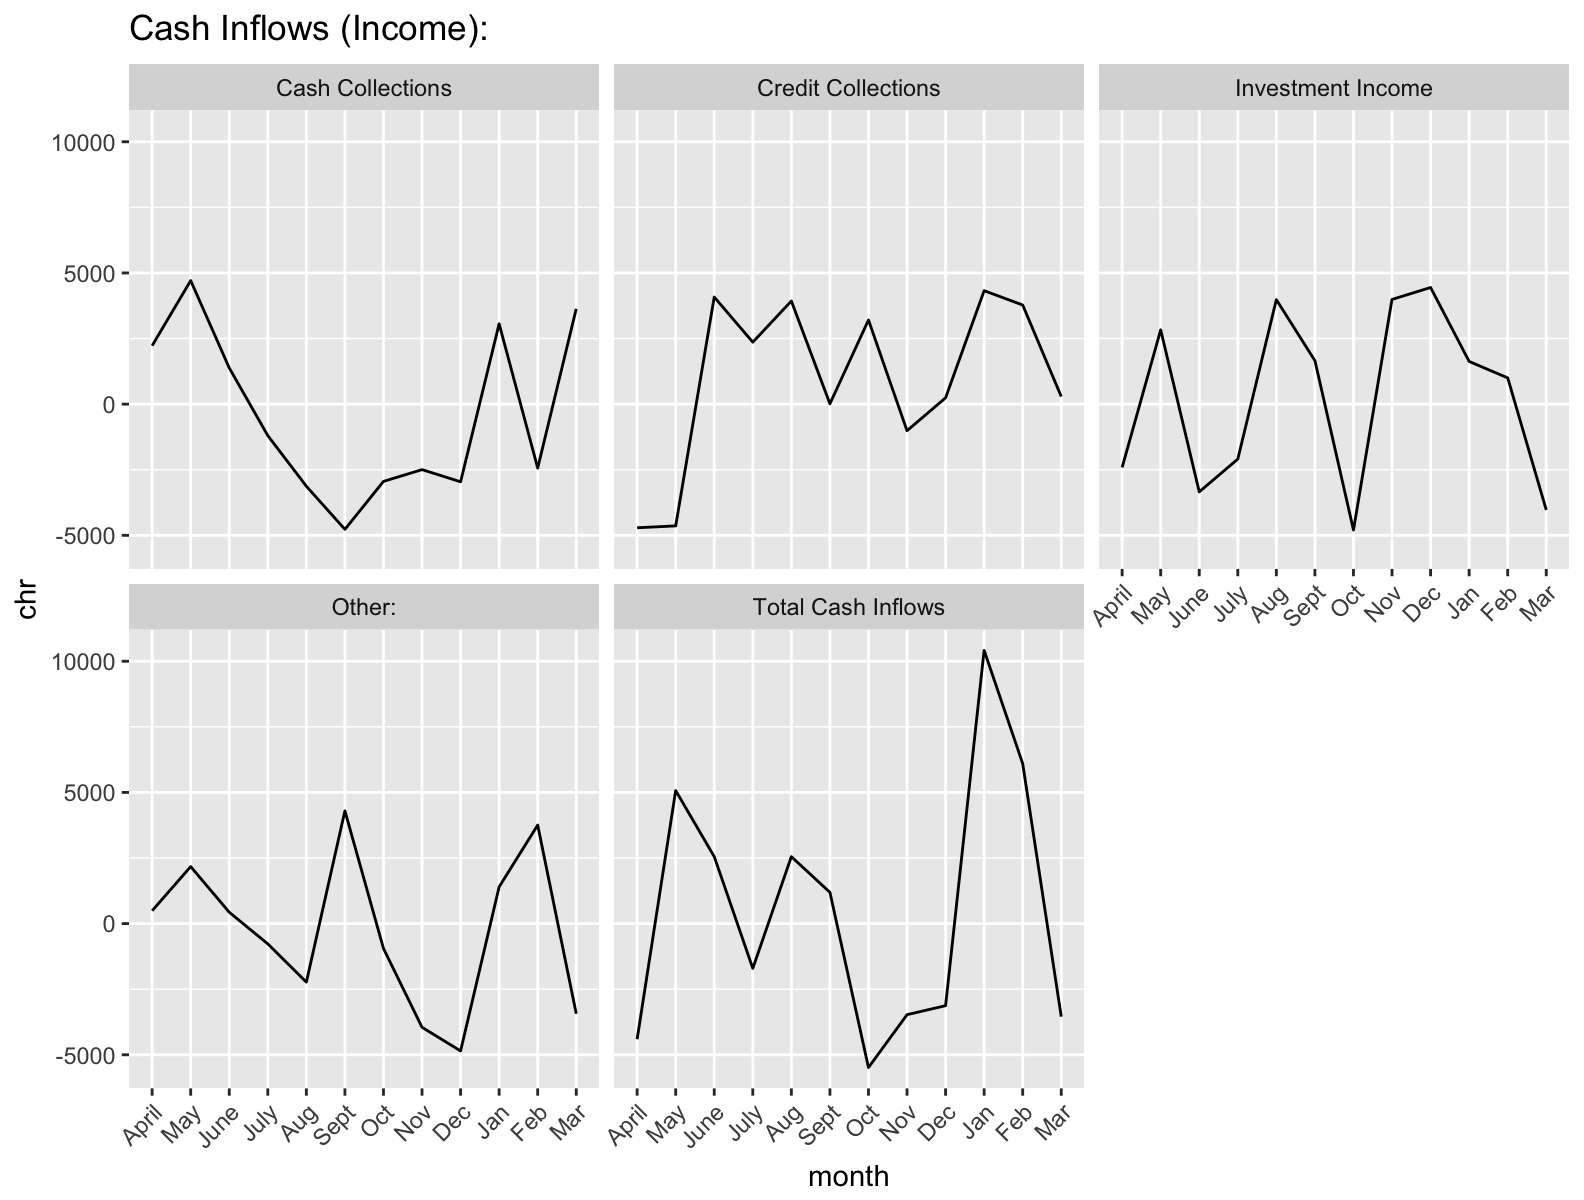 Cash Inflows (Income):
Cash Collections
Credit Collections
Investment Income
10000
5000
0
-5000
April May June July Aug Sept Oct Nov Dec Jan Feb Mar
chr
Other:
Total Cash Inflows
10000
5000
0
-5000
April May June July Aug Sept Oct Nov Dec Jan Feb Mar
April May June July Aug Sept Oct Nov Dec Jan Feb Mar
month